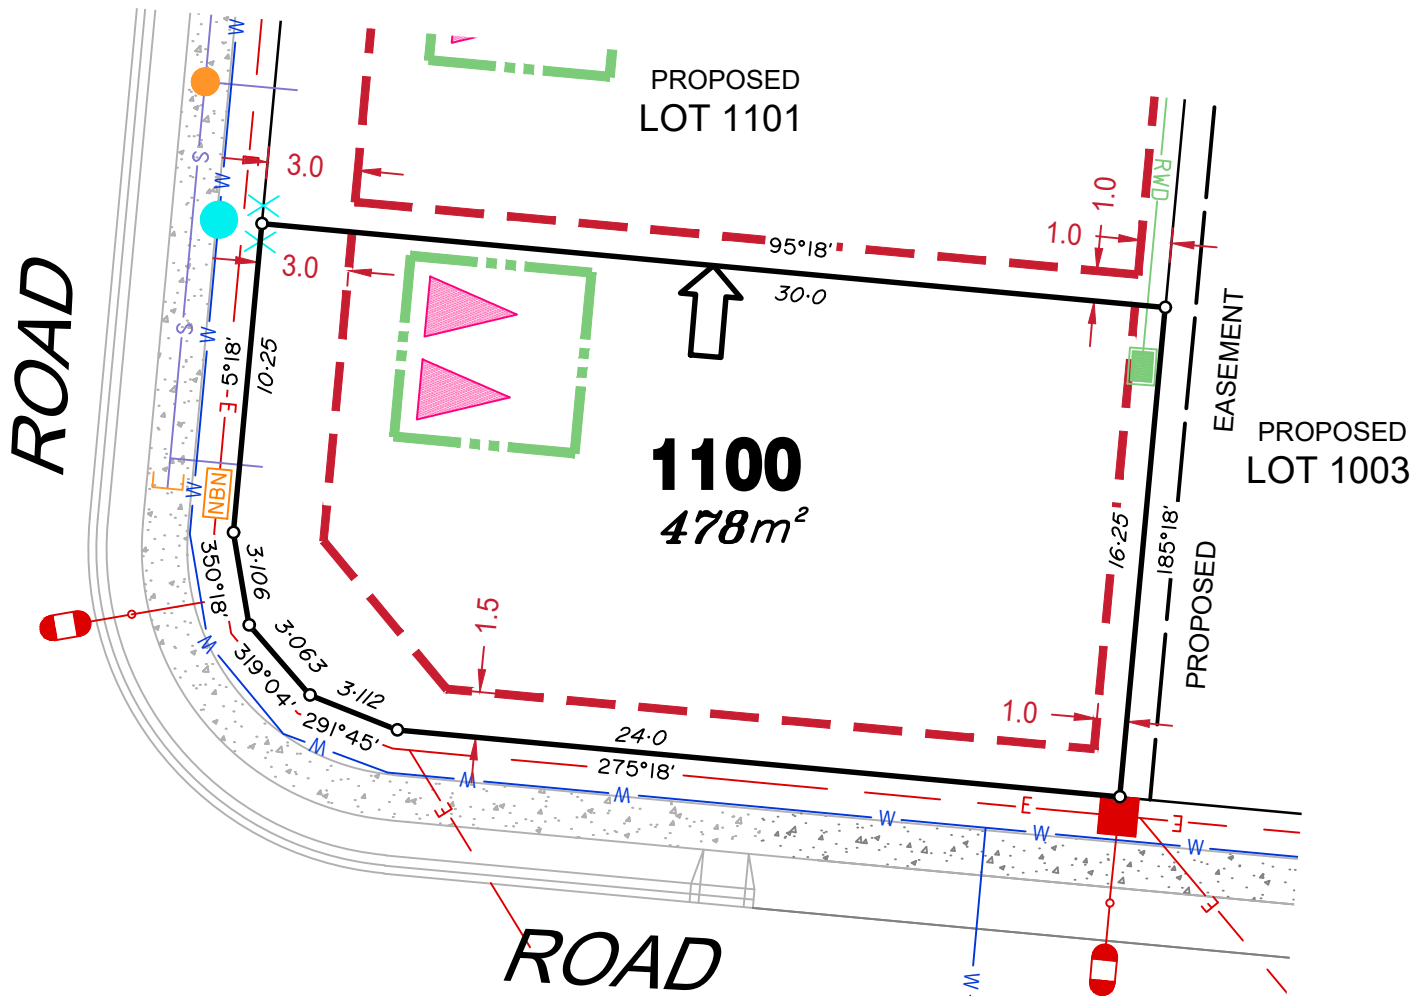 PROPOSED
LOT 1101
W
S
W
3.0
RWD
1.0
1.0
95°18'
30·0
3.0
ROAD
S
W
5°18'
10·25
E
EASEMENT
PROPOSED
LOT 1003
1100
478m²
W
NBN
16·25
185°18'
PROPOSED
3·106
350°18'
W
3·063
319°04'
3·112
291°45'
W
1.5
1.0
24·0
275°18'
W
W
E
E
W
E
W
W
E
ROAD
W